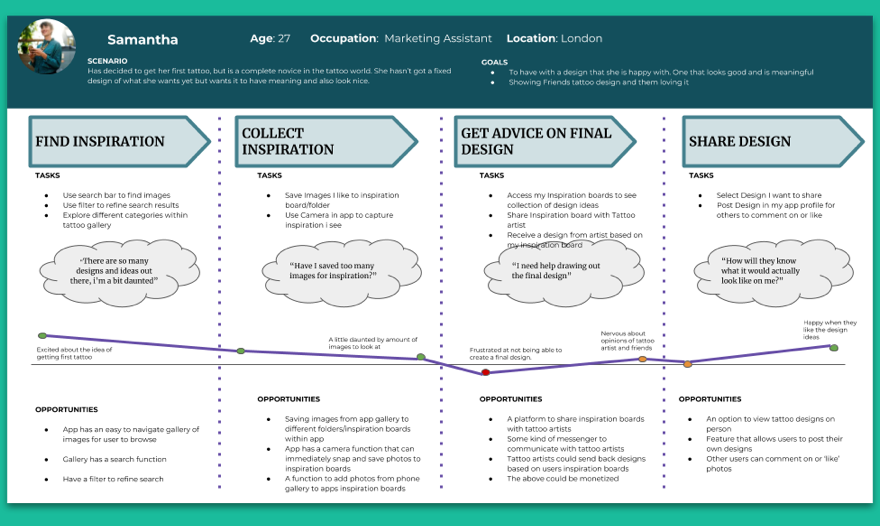 Samantha
Age: 27 Occupation: Marketing Assistant Location: London
SCENARIO
Has decided to get her first tattoo, but is a complete novice in the tattoo world. She hasn't got a fixed
design of what she wants yet but wants it to have meaning and also look nice.
GOALS
● To have with a design that she is happy with. One that looks good and is meaningful
● Showing Friends tattoo design and them loving it
FIND INSPIRATION
TASKS
● Use search bar to find images
● Use filter to refine search results
● Explore different categories within
tattoo gallery
"There are so many
designs and ideas out
there, i'm a bit daunted"
Excited about the idea of
getting first tattoo
OPPORTUNITIES
● App has an easy to navigate gallery of
images for user to browse
● Gallery has a search function
● Have a filter to refine search
COLLECT
INSPIRATION
TASKS
● Save Images I like to inspiration
board/folder
● Use Camera in app to capture
inspiration i see
"Have I saved too many
images for inspiration?"
A little daunted by amount of
images to look at
OPPORTUNITIES
● Saving images from app gallery to
different folders/inspiration boards
within app
● App has a camera function that can
immediately snap and save photos to
inspiration boards
● A function to add photos from phone
gallery to apps inspiration boards
GET ADVICE ON FINAL
DESIGN
TASKS
● Access my Inspiration boards to see
collection of design ideas
● Share Inspiration board with Tattoo
artist
● Receive a design from artist based on
my inspiration board
"I need help drawing out
the final design"
Frustrated at not being able to
create a final design.
Nervous about
opinions of tattoo
artist and friends
OPPORTUNITIES
● A platform to share inspiration boards
with tattoo artists
● Some kind of messenger to
communicate with tattoo artists
● Tattoo artists could send back designs
based on users inspiration boards
● The above could be monetized
SHARE DESIGN
TASKS
● Select Design I want to share
● Post Design in my app profile for
others to comment on or like
"How will they know
what it would actually
look like on me?"
Happy when they
like the design
ideas
OPPORTUNITIES
● An option to view tattoo designs on
person
● Feature that allows users to post their
own designs
● Other users can comment on or 'like'
photos